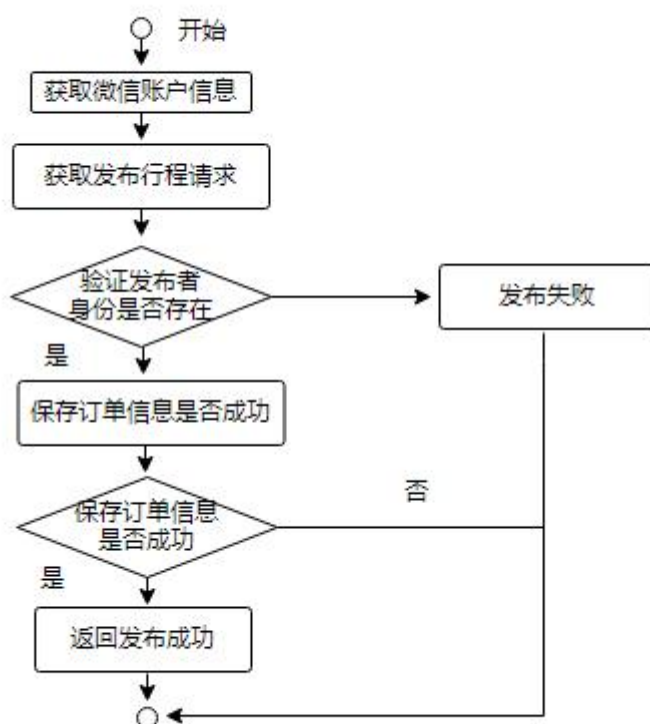 开始
获取微信账户信息
获取发布行程请求
验证发布者
身份是否存在
发布失败
是
保存订单信息是否成功
否
保存订单信息
是否成功
是
返回发布成功